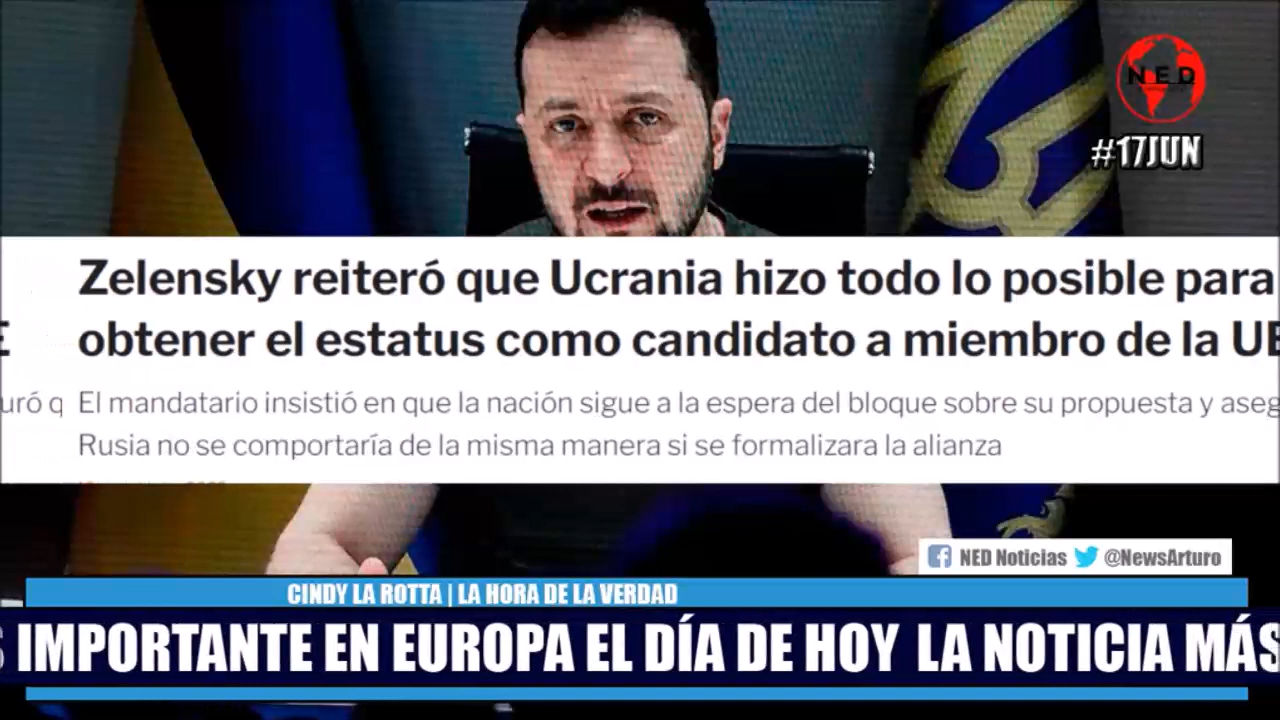 N.E.D
#17JUN
Zelensky reiteró que Ucrania hizo todo lo posible para
obtener el estatus como candidato a miembro de la UE
uró q El mandatario insistió en que la nación sigue a la espera del bloque sobre su propuesta y aseg
Rusia no se comportaría de la misma manera si se formalizara la alianza
NED Noticias @NewsArturo
CINDY LA ROTTA | LA HORA DE LA VERDAD
S IMPORTANTE EN EUROPA EL DÍA DE HOY LA NOTICIA MÁS